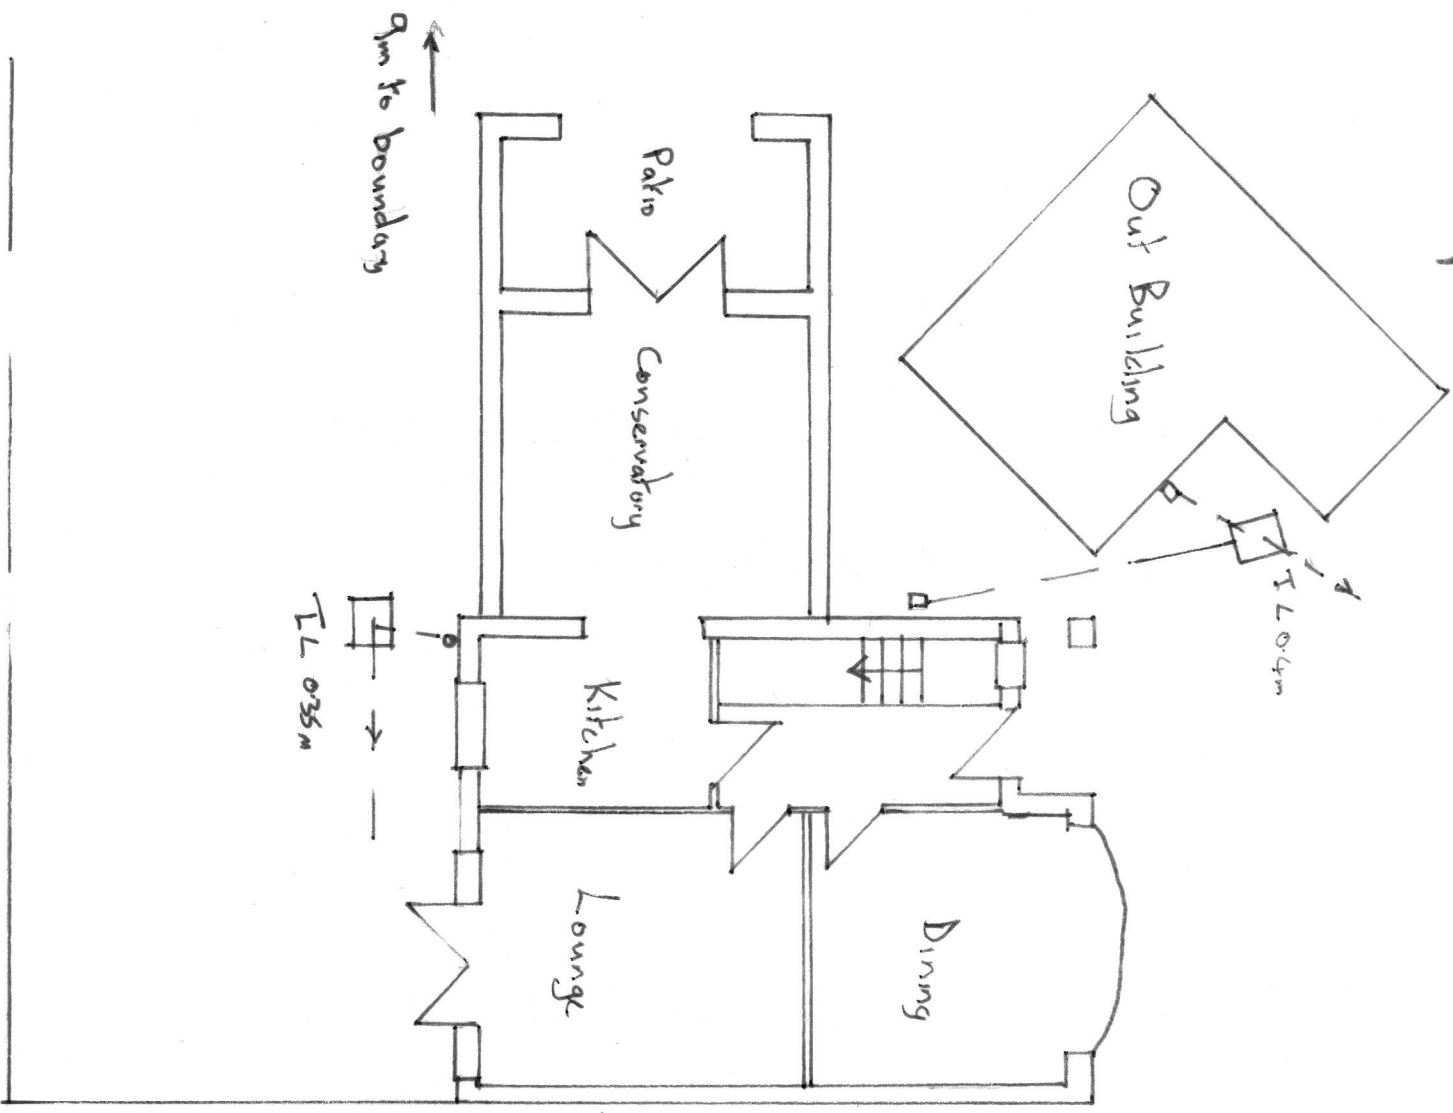 IL 0.4m
Out Building
Dining
Patio
Conservatory
Kitchen
Lounge
9m to boundary
IL 0.35m